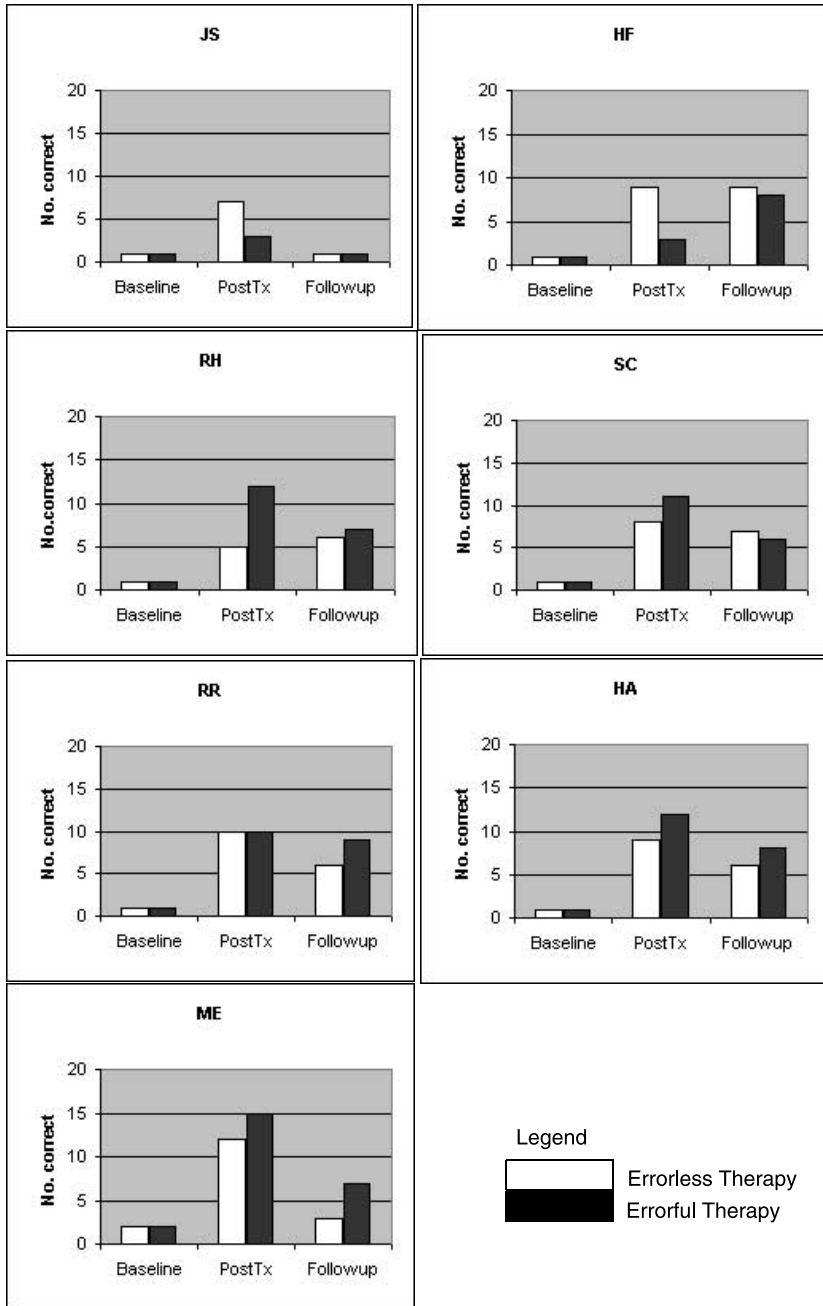 JS
No. correct
20
15
10
5
0
Baseline PostTx Followup
HF
No. correct
20
15
10
5
0
Baseline PostTx Followup
RH
No.correct
20
15
10
5
0
Baseline PostTx Followup
SC
No. correct
20
15
10
5
0
Baseline PostTx Followup
RR
No. correct
20
15
10
5
0
Baseline PostTx Followup
HA
No. correct
20
15
10
5
0
Baseline PostTx Followup
ME
No. correct
20
15
10
5
0
Baseline PostTx Followup
Legend
Errorless Therapy
Errorful Therapy